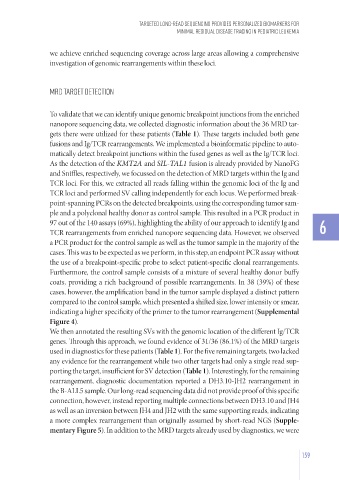 TARGETED LONG-READ SEQUENCING PROVIDES PERSONALIZED BIOMARKERS FOR
MINIMAL RESIDUAL DISEASE TRACING IN PEDIATRIC LEUKEMIA
we achieve enriched sequencing coverage across large areas allowing a comprehensive
investigation of genomic rearrangements within these loci.
MRD TARGET DETECTION
To validate that we can identify unique genomic breakpoint junctions from the enriched
nanopore sequencing data, we collected diagnostic information about the 36 MRD tar-
gets there were utilized for these patients (Table 1). These targets included both gene
fusions and Ig/TCR rearrangements. We implemented a bioinformatic pipeline to auto-
matically detect breakpoint junctions within the fused genes as well as the Ig/TCR loci.
As the detection of the KMT2A and SIL-TAL1 fusion is already provided by NanoFG
and Sniffles, respectively, we focussed on the detection of MRD targets within the Ig and
TCR loci. For this, we extracted all reads falling within the genomic loci of the Ig and
TCR loci and performed SV calling independently for each locus. We performed break-
point-spanning PCRs on the detected breakpoints, using the corresponding tumor sam-
ple and a polyclonal healthy donor as control sample. This resulted in a PCR product in
97 out of the 140 assays (69%), highlighting the ability of our approach to identify Ig and
TCR rearrangements from enriched nanopore sequencing data. However, we observed
a PCR product for the control sample as well as the tumor sample in the majority of the
cases. This was to be expected as we perform, in this step, an endpoint PCR assay without
the use of a breakpoint-specific probe to select patient-specific clonal rearrangements.
Furthermore, the control sample consists of a mixture of several healthy donor buffy
coats, providing a rich background of possible rearrangements. In 38 (39%) of these
cases, however, the amplification band in the tumor sample displayed a distinct pattern
compared to the control sample, which presented a shifted size, lower intensity or smear,
indicating a higher specificity of the primer to the tumor rearrangement (Supplemental
Figure 4).
We then annotated the resulting SVs with the genomic location of the different Ig/TCR
genes. Through this approach, we found evidence of 31/36 (86.1%) of the MRD targets
used in diagnostics for these patients (Table 1). For the five remaining targets, two lacked
any evidence for the rearrangement while two other targets had only a single read sup-
porting the target, insufficient for SV detection (Table 1). Interestingly, for the remaining
rearrangement, diagnostic documentation reported a DH3.10-JH2 rearrangement in
the B-ALL5 sample. Our long-read sequencing data did not provide proof of this specific
connection, however, instead reporting multiple connections between DH3.10 and JH4
as well as an inversion between JH4 and JH2 with the same supporting reads, indicating
a more complex rearrangement than originally assumed by short-read NGS (Supple-
mentary Figure 5). In addition to the MRD targets already used by diagnostics, we were
6
159